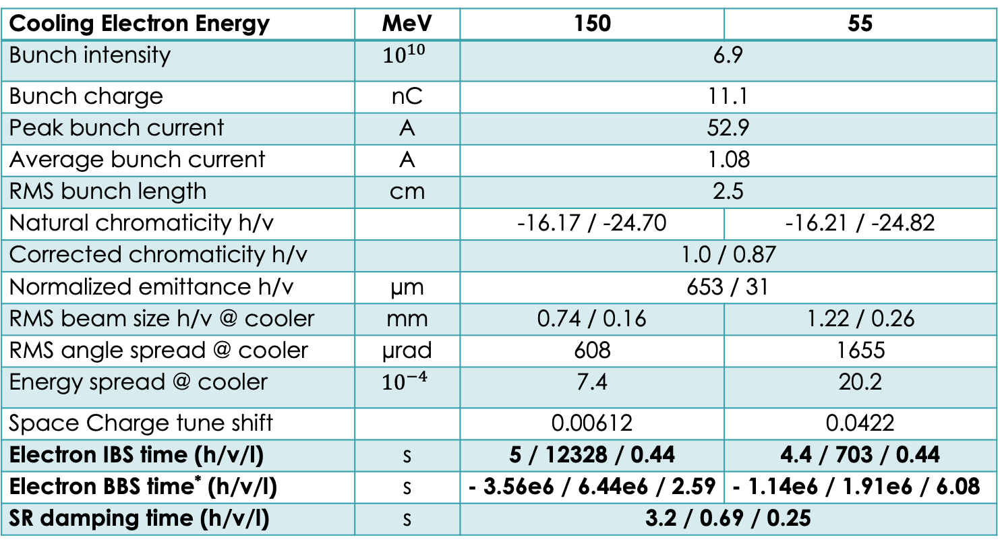 Cooling Electron Energy MeV 150 55
Bunch intensity 10¹⁰ 6.9
Bunch charge nC 11.1
Peak bunch current A 52.9
Average bunch current A 1.08
RMS bunch length cm 2.5
Natural chromaticity h/v -16.17 / -24.70 -16.21 / -24.82
Corrected chromaticity h/v 1.0 / 0.87
Normalized emittance h/v µm 653 / 31
RMS beam size h/v @ cooler mm 0.74 / 0.16 1.22 / 0.26
RMS angle spread @ cooler µrad 608 1655
Energy spread @ cooler 10⁻⁴ 7.4 20.2
Space Charge tune shift 0.00612 0.0422
Electron IBS time (h/v/l) s 5 / 12328 / 0.44 4.4 / 703 / 0.44
Electron BBS time* (h/v/l) s - 3.56e6 / 6.44e6 / 2.59 - 1.14e6 / 1.91e6 / 6.08
SR damping time (h/v/l) s 3.2 / 0.69 / 0.25